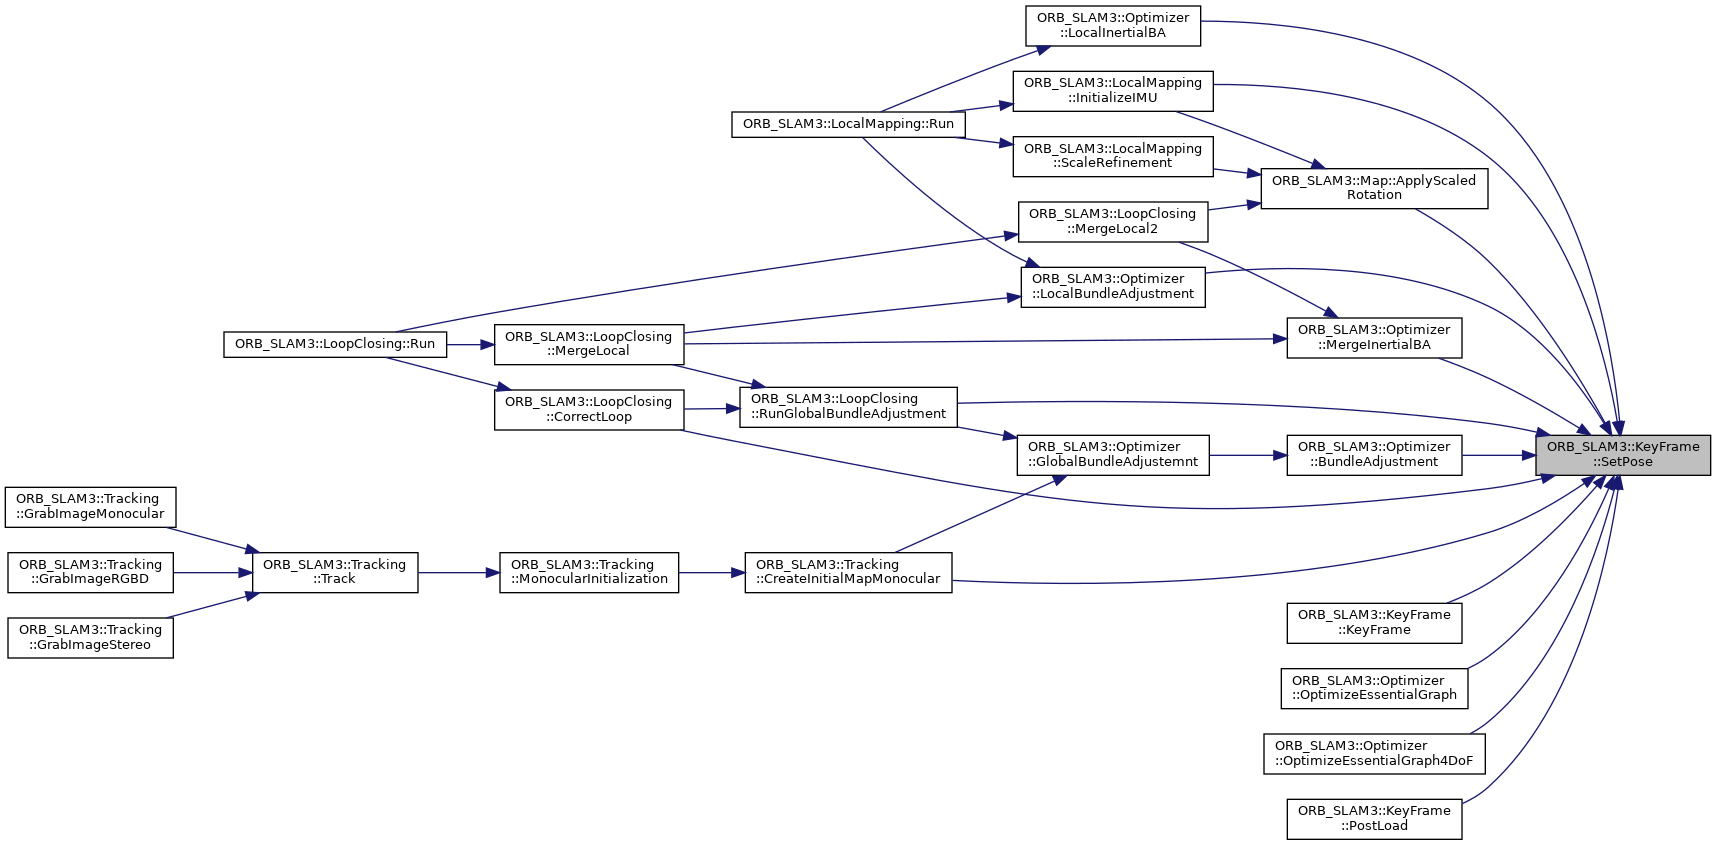 ORB_SLAM3::Optimizer
::LocalInertialBA
ORB_SLAM3::LocalMapping
::InitializeIMU
ORB_SLAM3::LocalMapping::Run
ORB_SLAM3::LocalMapping
::ScaleRefinement
ORB_SLAM3::Map::ApplyScaled
Rotation
ORB_SLAM3::LoopClosing
::MergeLocal2
ORB_SLAM3::Optimizer
::LocalBundleAdjustment
ORB_SLAM3::Optimizer
::MergeInertialBA
ORB_SLAM3::LoopClosing::Run
ORB_SLAM3::LoopClosing
::MergeLocal
ORB_SLAM3::LoopClosing
::CorrectLoop
ORB_SLAM3::LoopClosing
::RunGlobalBundleAdjustment
ORB_SLAM3::Optimizer
::GlobalBundleAdjustemnt
ORB_SLAM3::Optimizer
::BundleAdjustment
ORB_SLAM3::KeyFrame
::SetPose
ORB_SLAM3::Tracking
::GrabImageMonocular
ORB_SLAM3::Tracking
::GrabImageRGBD
ORB_SLAM3::Tracking
::Track
ORB_SLAM3::Tracking
::MonocularInitialization
ORB_SLAM3::Tracking
::CreateInitialMapMonocular
ORB_SLAM3::Tracking
::GrabImageStereo
ORB_SLAM3::KeyFrame
::KeyFrame
ORB_SLAM3::Optimizer
::OptimizeEssentialGraph
ORB_SLAM3::Optimizer
::OptimizeEssentialGraph4DoF
ORB_SLAM3::KeyFrame
::PostLoad